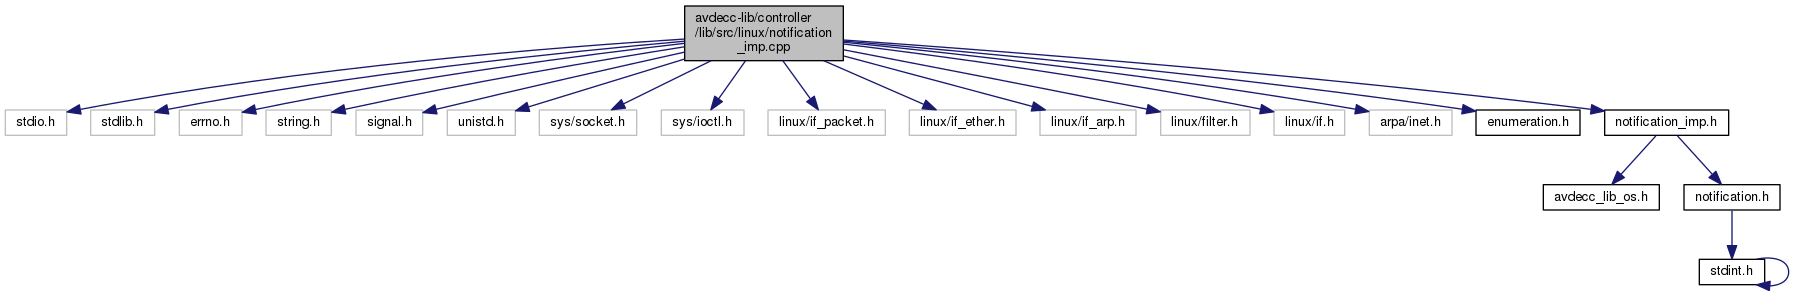 avdecc-lib/controller
/lib/src/linux/notification
_imp.cpp
stdio.h
stdlib.h
errno.h
string.h
signal.h
unistd.h
sys/socket.h
sys/ioctl.h
linux/if_packet.h
linux/if_ether.h
linux/if_arp.h
linux/filter.h
linux/if.h
arpa/inet.h
enumeration.h
notification_imp.h
avdecc_lib_os.h
notification.h
stdint.h